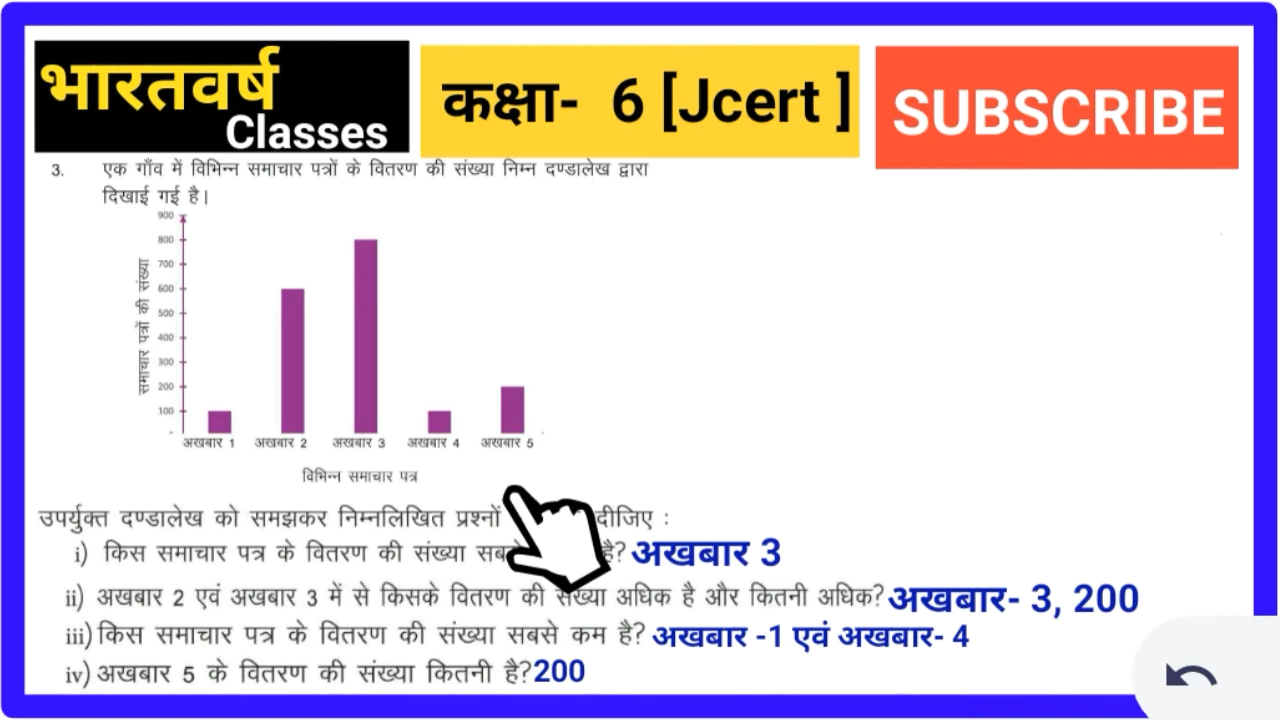 भारतवर्ष
Classes
कक्षा- 6 [Jcert ]
SUBSCRIBE
3. एक गाँव में विभिन्न समाचार पत्रों के वितरण की संख्या निम्न दण्डालेख द्वारा
दिखाई गई है।
900
800
700
600
500
400
300
200
100
समाचार पत्रों की संख्या
अखबार 1 अखबार 2 अखबार 3 अखबार 4 अखबार 5
विभिन्न समाचार पत्र
उपर्युक्त दण्डालेख को समझकर निम्नलिखित प्रश्नों दीजिए :
i) किस समाचार पत्र के वितरण की संख्या है? अखबार 3
ii) अखबार 2 एवं अखबार 3 में से किसके वितरण की संख्या अधिक है और कितनी अधिक? अखबार- 3, 200
iii) किस समाचार पत्र के वितरण की संख्या सबसे कम है? अखबार -1 एवं अखबार- 4
iv) अखबार 5 के वितरण की संख्या कितनी है? 200